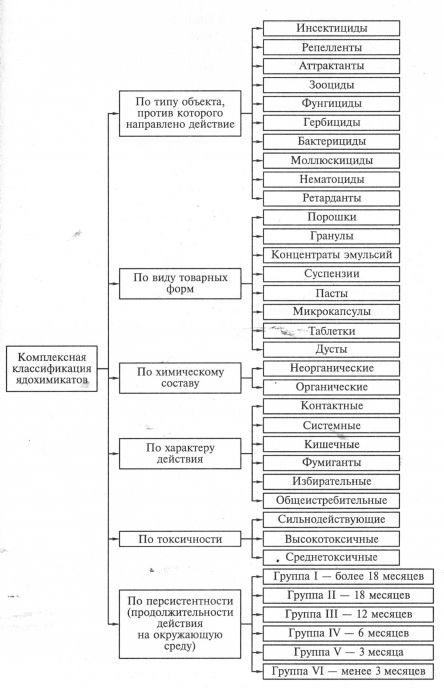 Комплексная
классификация
ядохимикатов
По типу объекта,
против которого
направлено действие
Инсектициды
Репелленты
Аттрактанты
Зооциды
Фунгициды
Гербициды
Бактерициды
Моллюскициды
Нематоциды
Ретарданты
По виду товарных
форм
Порошки
Гранулы
Концентраты эмульсий
Суспензии
Пасты
Микрокапсулы
Таблетки
Дусты
По химическому
составу
Неорганические
Органические
По характеру
действия
Контактные
Системные
Кишечные
Фумиганты
Избирательные
Общеистребительные
По токсичности
Сильнодействующие
Высокотоксичные
Среднетоксичные
По персистентности
(продолжительности
действия
на окружающую
среду)
Группа I — более 18 месяцев
Группа II — 18 месяцев
Группа III — 12 месяцев
Группа IV — 6 месяцев
Группа V — 3 месяца
Группа VI — менее 3 месяцев